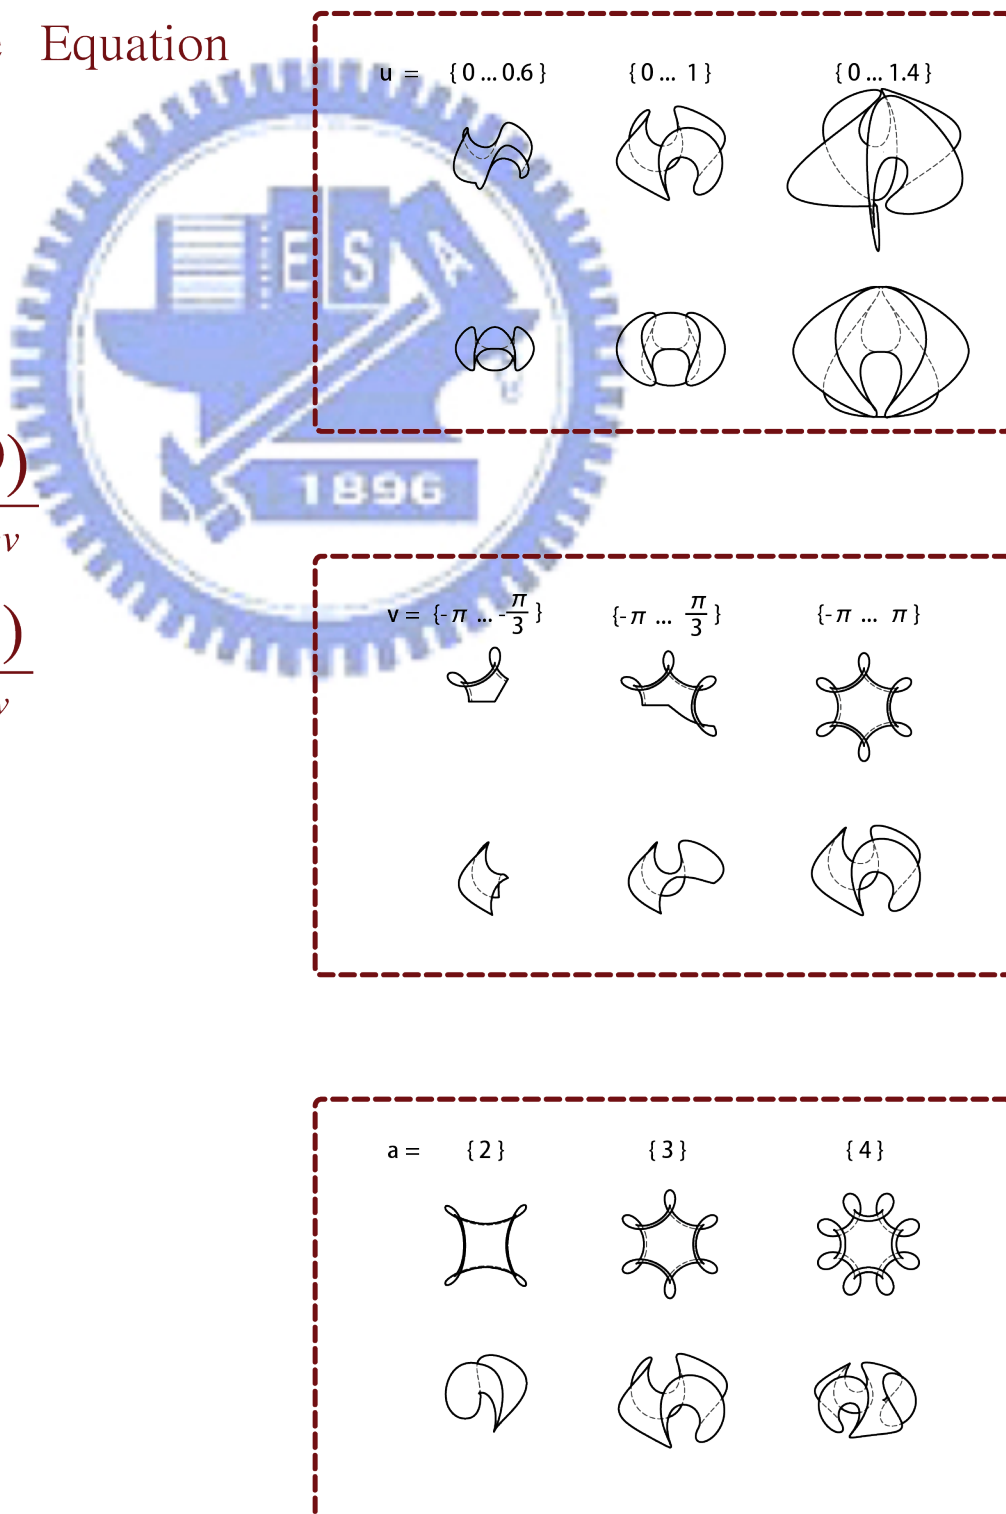 Equation
u = { 0 ... 0.6 } { 0 ... 1 } { 0 ... 1.4 }
E S A
1896
))
v
)
v
v = {-π ... -π/3 } {-π ... π/3 } {-π ... π }
a = { 2 } { 3 } { 4 }